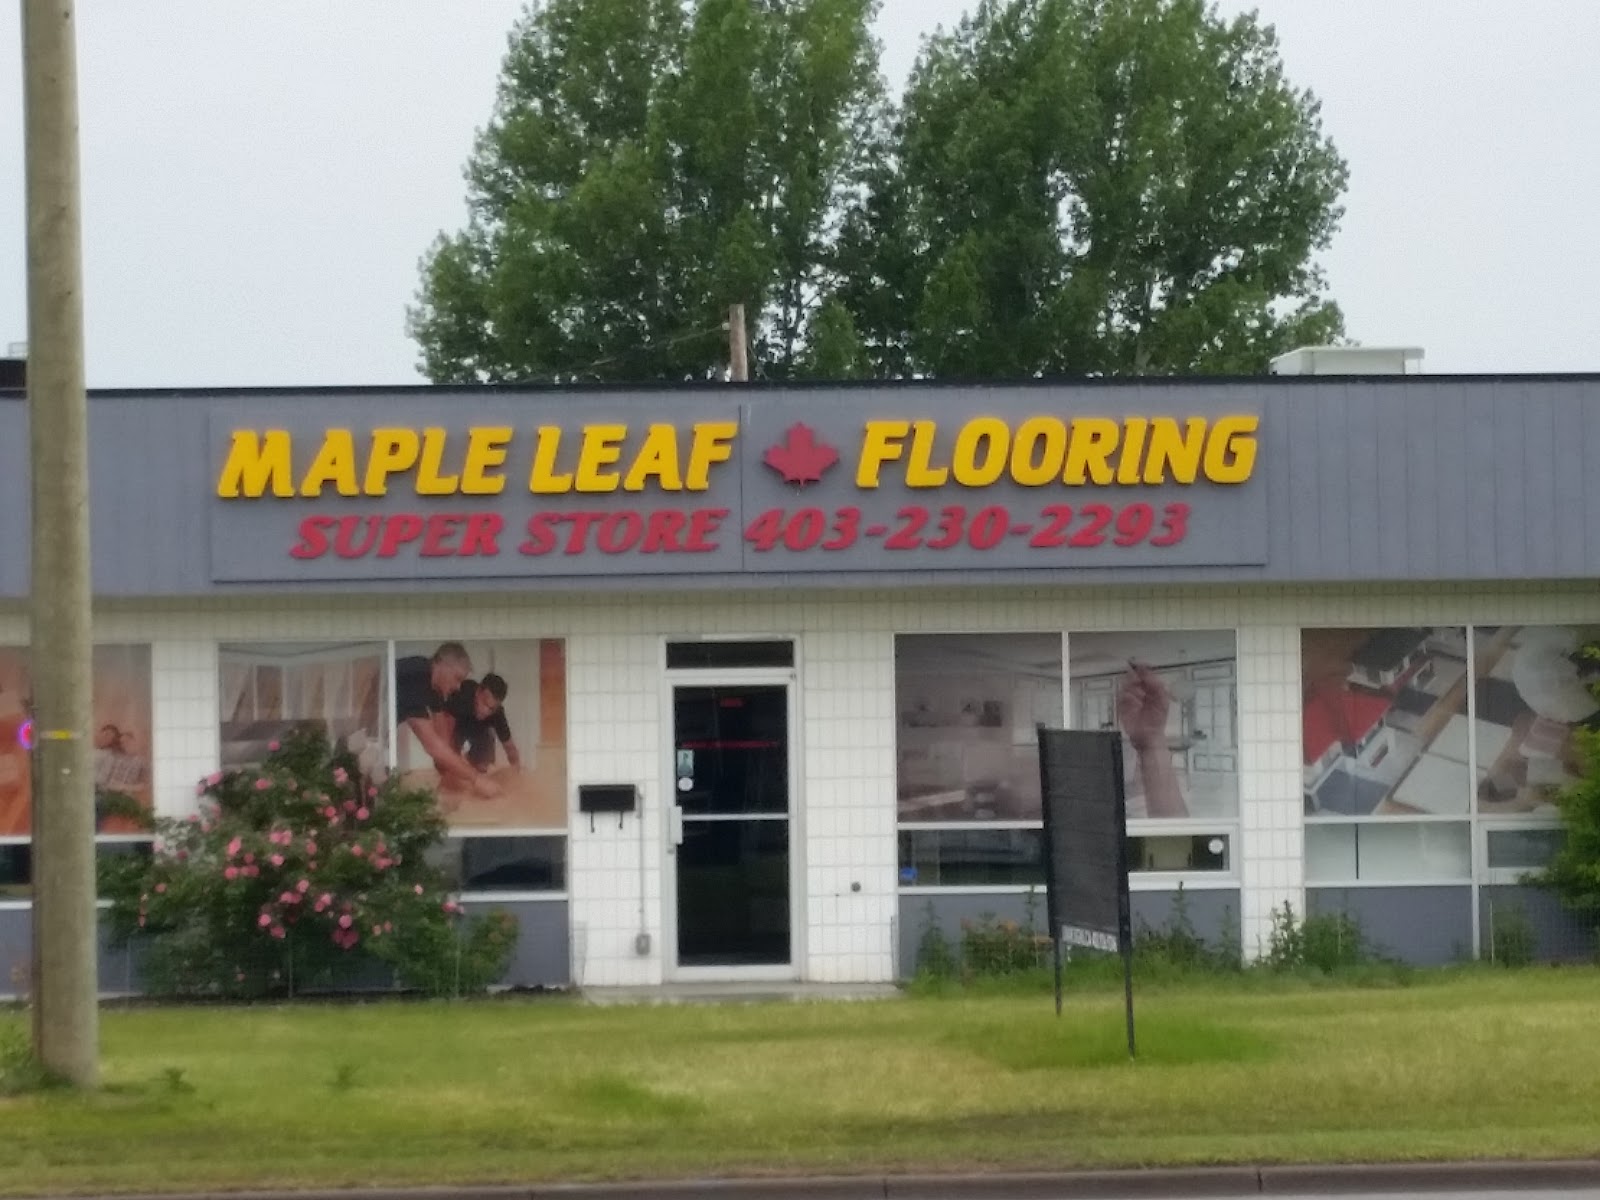 MAPLE LEAF FLOORING
SUPER STORE 403-230-2293